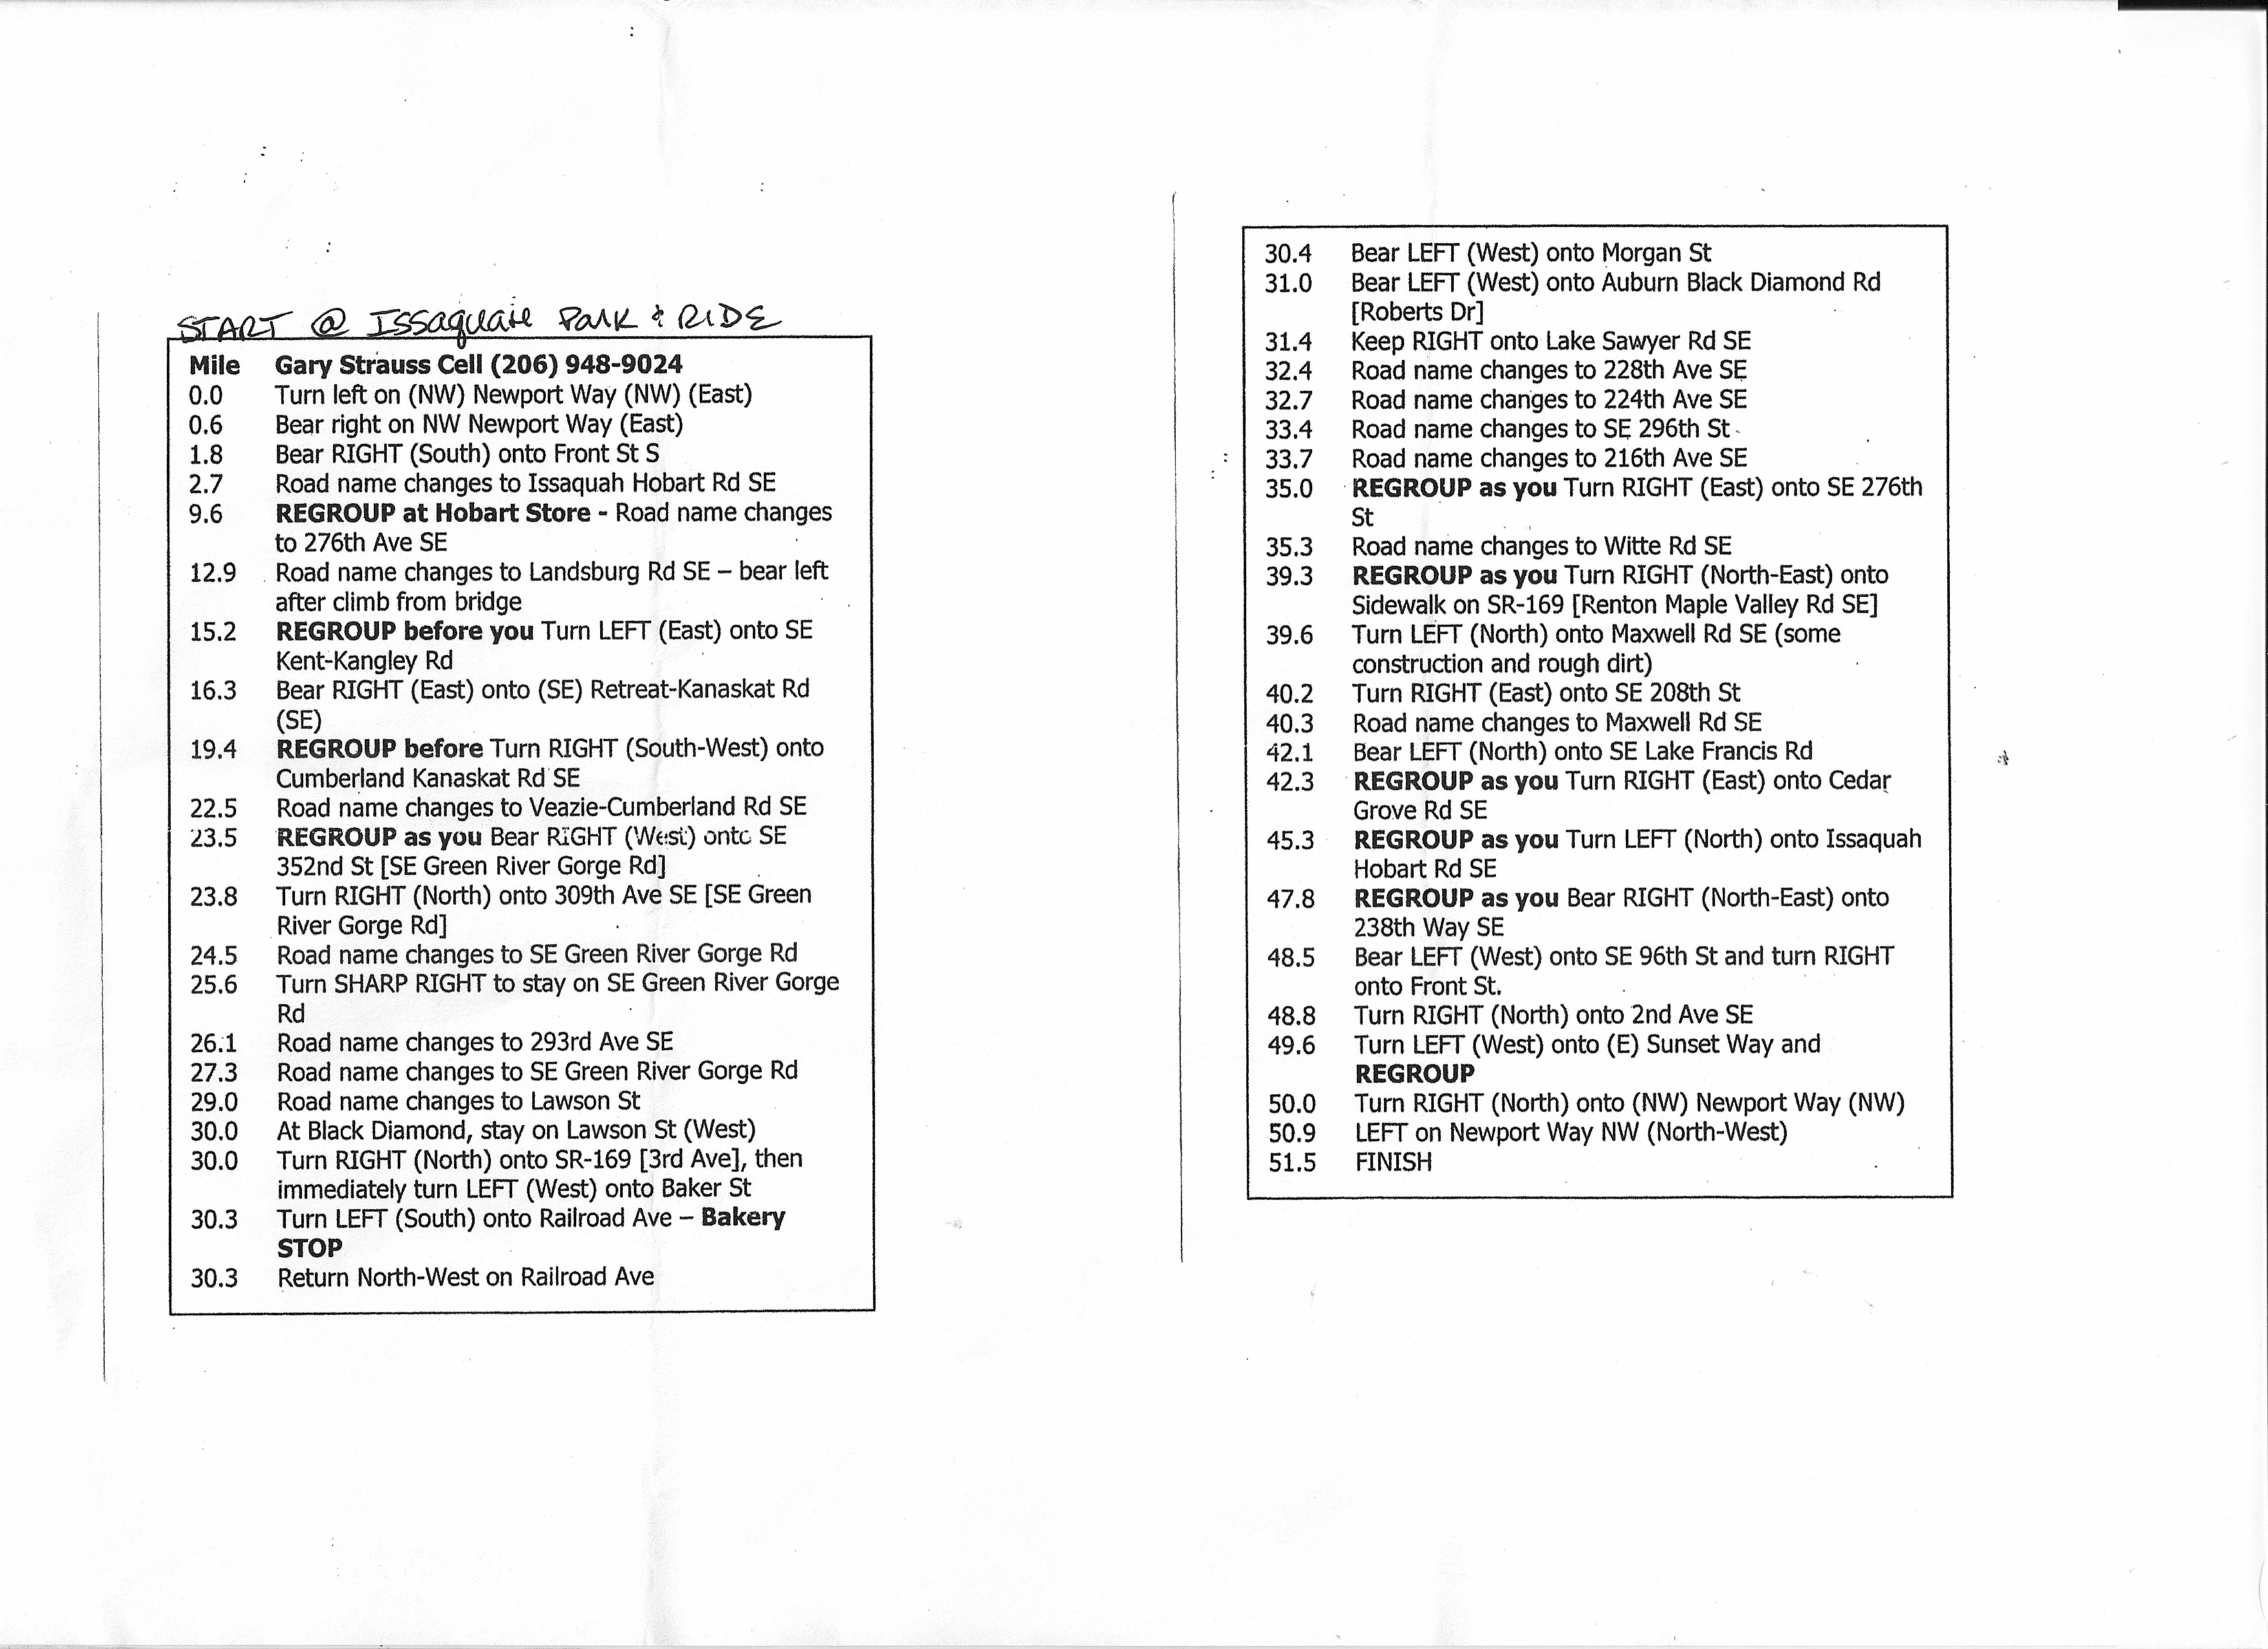 START @ Issaquah Park & RIDE
Mile Gary Strauss Cell (206) 948-9024
0.0 Turn left on (NW) Newport Way (NW) (East)
0.6 Bear right on NW Newport Way (East)
1.8 Bear RIGHT (South) onto Front St S
2.7 Road name changes to Issaquah Hobart Rd SE
9.6 REGROUP at Hobart Store - Road name changes
to 276th Ave SE
12.9 Road name changes to Landsburg Rd SE – bear left
after climb from bridge
15.2 REGROUP before you Turn LEFT (East) onto SE
Kent-Kangley Rd
16.3 Bear RIGHT (East) onto (SE) Retreat-Kanaskat Rd
(SE)
19.4 REGROUP before Turn RIGHT (South-West) onto
Cumberland Kanaskat Rd SE
22.5 Road name changes to Veazie-Cumberland Rd SE
23.5 REGROUP as you Bear RIGHT (West) onto SE
352nd St [SE Green River Gorge Rd]
23.8 Turn RIGHT (North) onto 309th Ave SE [SE Green
River Gorge Rd]
24.5 Road name changes to SE Green River Gorge Rd
25.6 Turn SHARP RIGHT to stay on SE Green River Gorge
Rd
26.1 Road name changes to 293rd Ave SE
27.3 Road name changes to SE Green River Gorge Rd
29.0 Road name changes to Lawson St
30.0 At Black Diamond, stay on Lawson St (West)
30.0 Turn RIGHT (North) onto SR-169 [3rd Ave], then
immediately turn LEFT (West) onto Baker St
30.3 Turn LEFT (South) onto Railroad Ave – Bakery
STOP
30.3 Return North-West on Railroad Ave
30.4 Bear LEFT (West) onto Morgan St
31.0 Bear LEFT (West) onto Auburn Black Diamond Rd
[Roberts Dr]
31.4 Keep RIGHT onto Lake Sawyer Rd SE
32.4 Road name changes to 228th Ave SE
32.7 Road name changes to 224th Ave SE
33.4 Road name changes to SE 296th St
33.7 Road name changes to 216th Ave SE
35.0 REGROUP as you Turn RIGHT (East) onto SE 276th
St
35.3 Road name changes to Witte Rd SE
39.3 REGROUP as you Turn RIGHT (North-East) onto
Sidewalk on SR-169 [Renton Maple Valley Rd SE]
39.6 Turn LEFT (North) onto Maxwell Rd SE (some
construction and rough dirt)
40.2 Turn RIGHT (East) onto SE 208th St
40.3 Road name changes to Maxwell Rd SE
42.1 Bear LEFT (North) onto SE Lake Francis Rd
42.3 REGROUP as you Turn RIGHT (East) onto Cedar
Grove Rd SE
45.3 REGROUP as you Turn LEFT (North) onto Issaquah
Hobart Rd SE
47.8 REGROUP as you Bear RIGHT (North-East) onto
238th Way SE
48.5 Bear LEFT (West) onto SE 96th St and turn RIGHT
onto Front St.
48.8 Turn RIGHT (North) onto 2nd Ave SE
49.6 Turn LEFT (West) onto (E) Sunset Way and
REGROUP
50.0 Turn RIGHT (North) onto (NW) Newport Way (NW)
50.9 LEFT on Newport Way NW (North-West)
51.5 FINISH